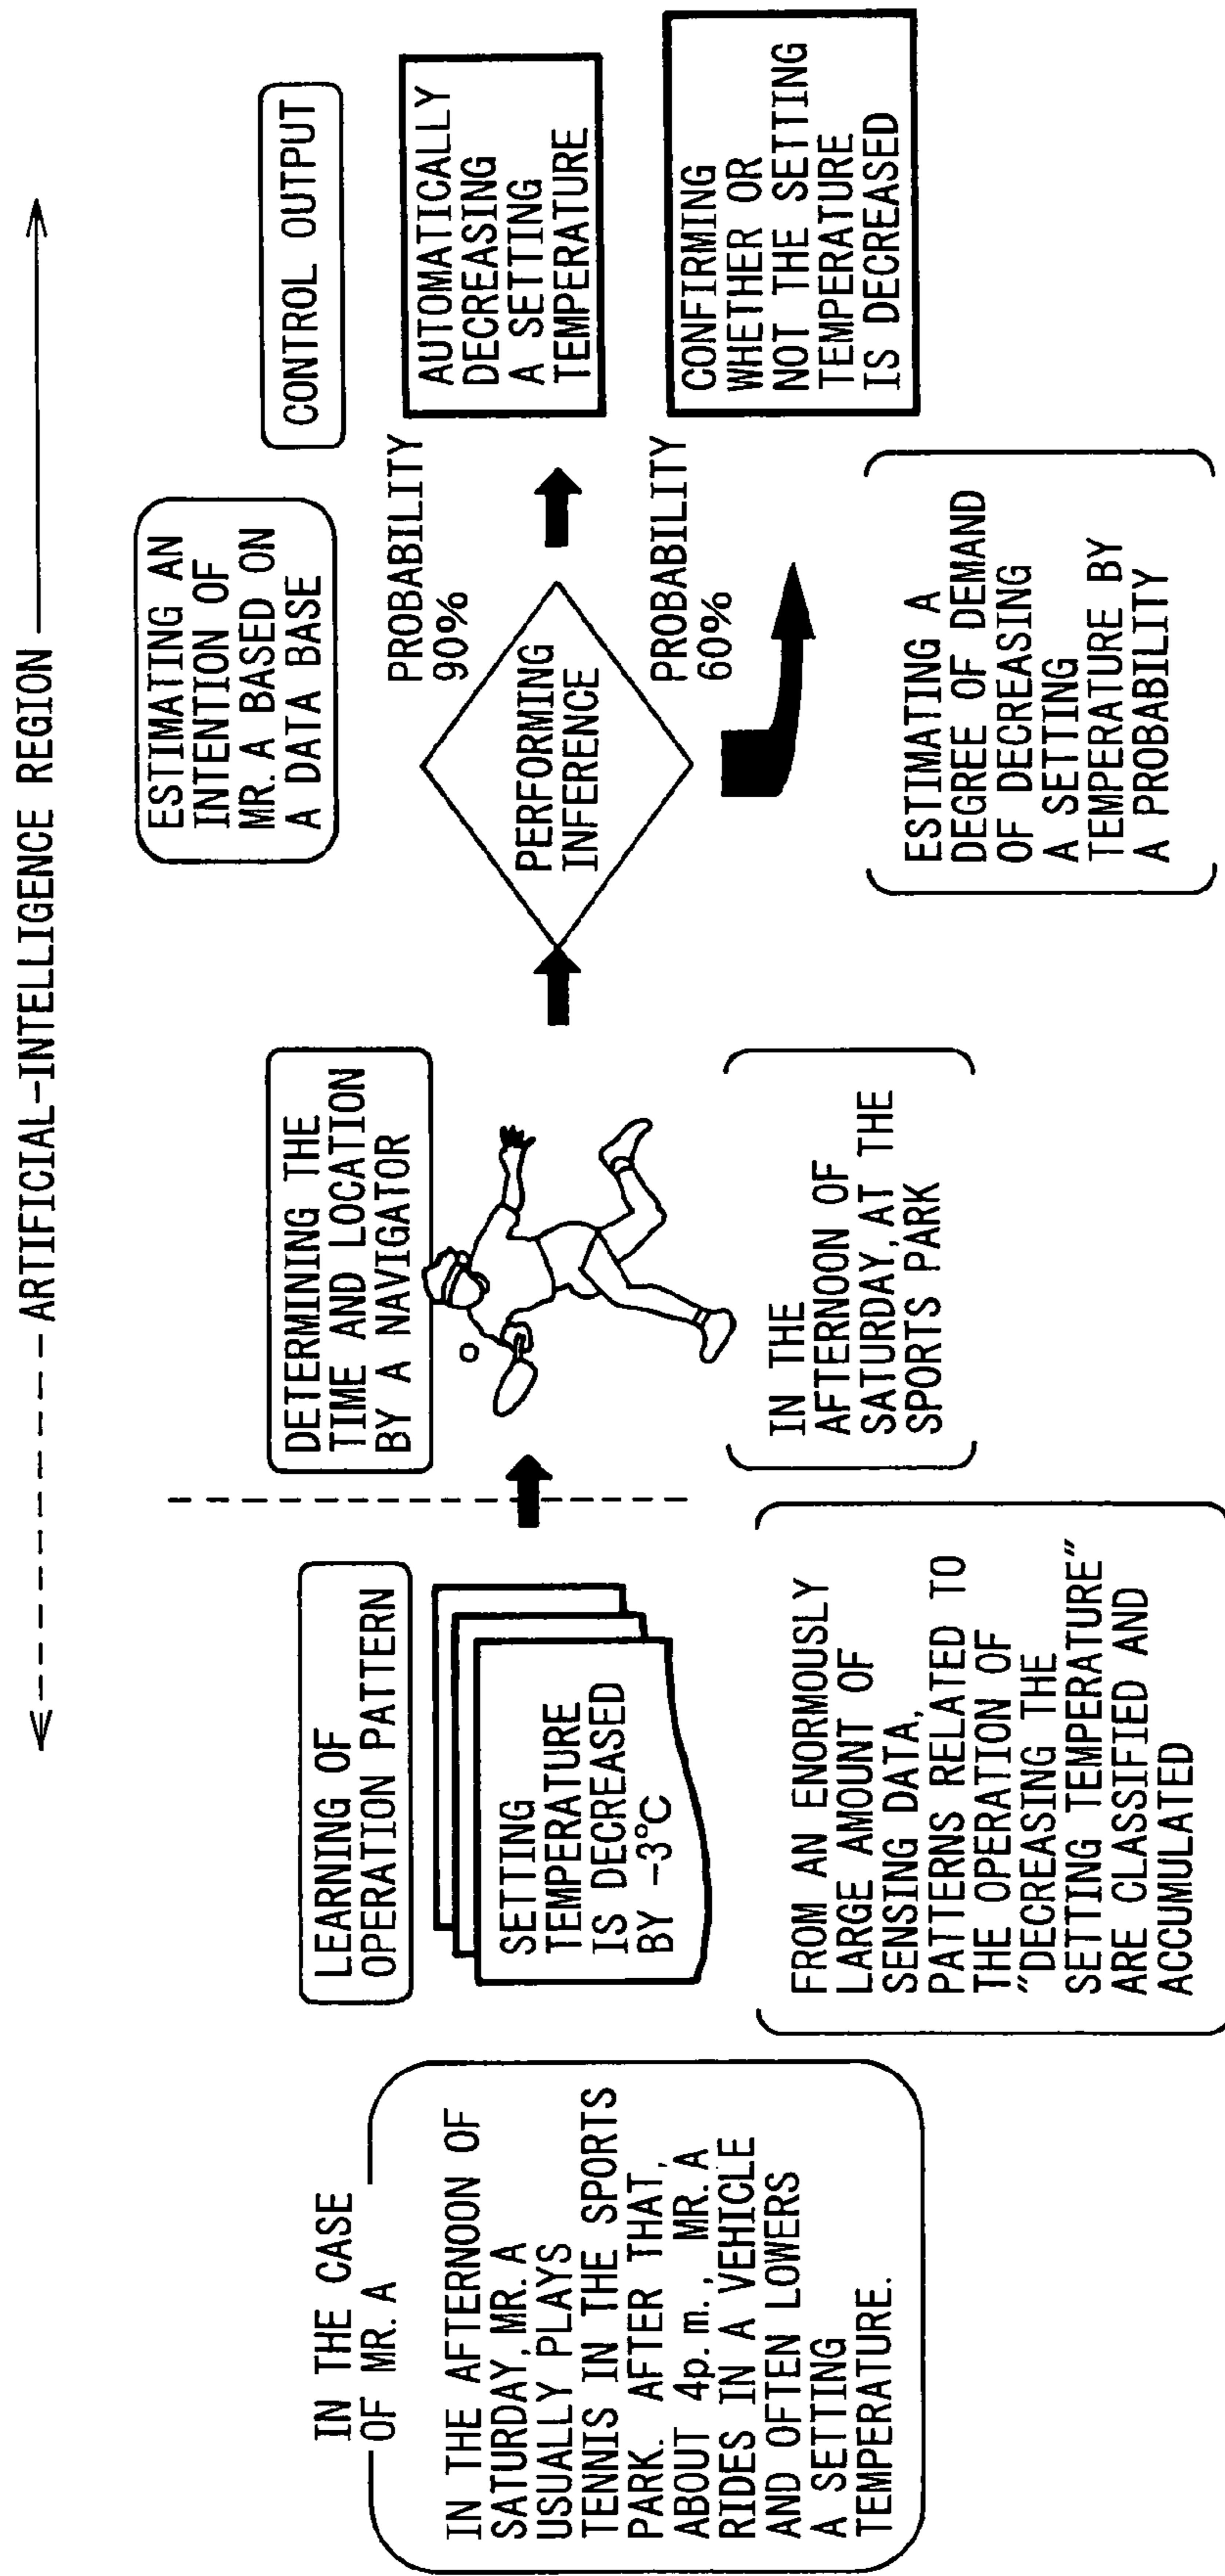 ARTIFICIAL-INTELLIGENCE REGION
IN THE CASE
OF MR. A
IN THE AFTERNOON OF
SATURDAY, MR. A
USUALLY PLAYS
TENNIS IN THE SPORTS
PARK. AFTER THAT,
ABOUT 4p.m., MR. A
RIDES IN A VEHICLE
AND OFTEN LOWERS
A SETTING
TEMPERATURE.
LEARNING OF
OPERATION PATTERN
SETTING
TEMPERATURE
IS DECREASED
BY -3°C
FROM AN ENORMOUSLY
LARGE AMOUNT OF
SENSING DATA,
PATTERNS RELATED TO
THE OPERATION OF
"DECREASING THE
SETTING TEMPERATURE"
ARE CLASSIFIED AND
ACCUMULATED
DETERMINING THE
TIME AND LOCATION
BY A NAVIGATOR
IN THE
AFTERNOON OF
SATURDAY, AT THE
SPORTS PARK
ESTIMATING AN
INTENTION OF
MR. A BASED ON
A DATA BASE
PERFORMING
INFERENCE
PROBABILITY
90%
PROBABILITY
60%
ESTIMATING A
DEGREE OF DEMAND
OF DECREASING
A SETTING
TEMPERATURE BY
A PROBABILITY
CONTROL OUTPUT
AUTOMATICALLY
DECREASING
A SETTING
TEMPERATURE
CONFIRMING
WHETHER OR
NOT THE SETTING
TEMPERATURE
IS DECREASED